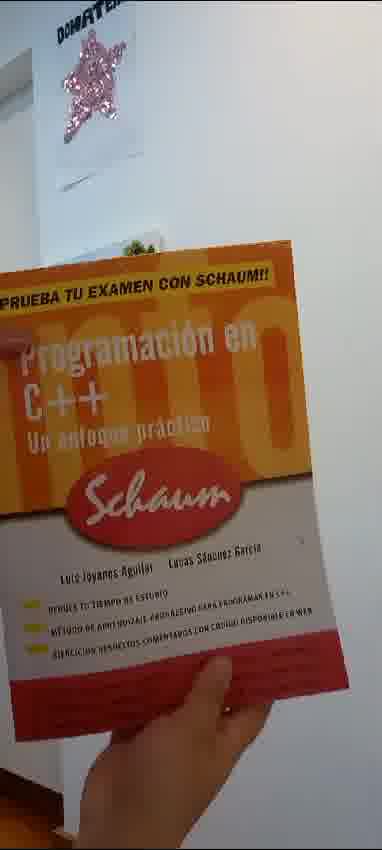 APRUEBA TU EXAMEN CON SCHAUM!!
Programación en
C++
Un enfoque práctico
Schaum
Luis Joyanes Aguilar Lucas Sánchez García
REDUCE TU TIEMPO DE ESTUDIO
MÉTODO DE APRENDIZAJE PROGRESIVO PARA PROGRAMAR EN C++
EJERCICIOS RESUELTOS COMENTADOS CON CÓDIGO DISPONIBLE EN WEB